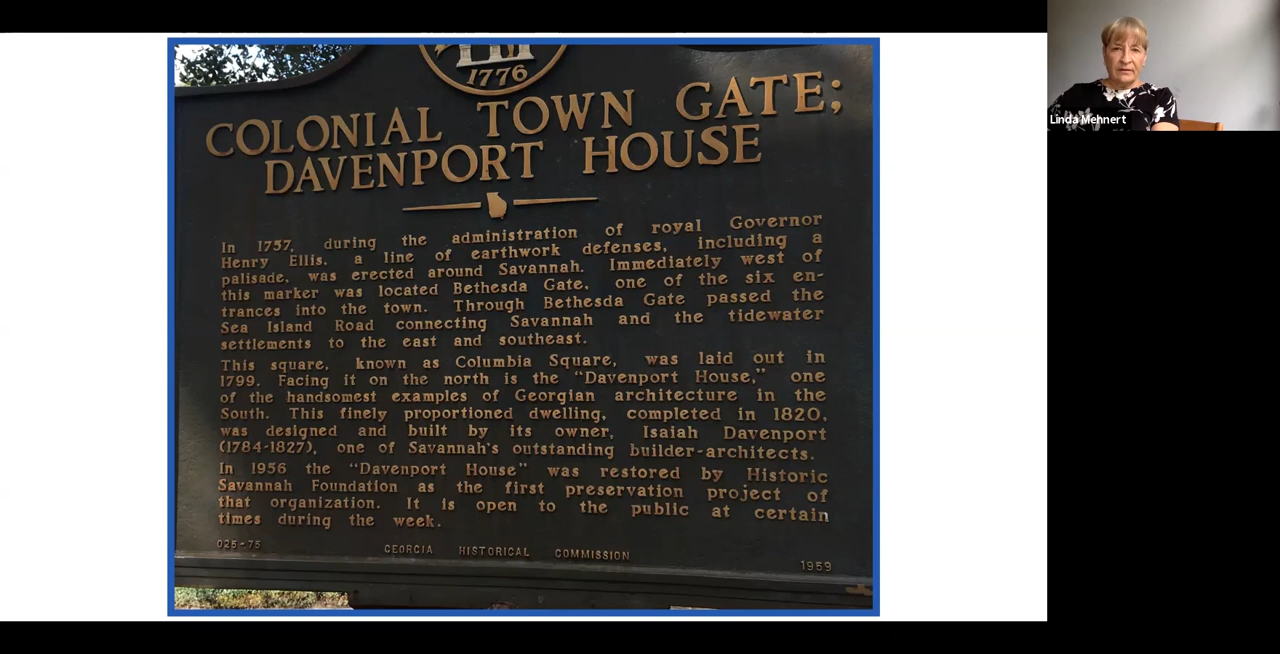 1776
COLONIAL TOWN GATE;
DAVENPORT HOUSE
In 1757, during the administration of royal Governor
Henry Ellis, a line of earthwork defenses, including a
palisade, was erected around Savannah. Immediately west of
this marker was located Bethesda Gate, one of the six en-
trances into the town. Through Bethesda Gate passed the
Sea Island Road connecting Savannah and the tidewater
settlements to the east and southeast.
This square, known as Columbia Square, was laid out in
1799. Facing it on the north is the "Davenport House," one
of the handsomest examples of Georgian architecture in the
South. This finely proportioned dwelling, completed in 1820,
was designed and built by its owner, Isaiah Davenport
(1784-1827), one of Savannah's outstanding builder-architects.
In 1956 the "Davenport House" was restored by Historic
Savannah Foundation as the first preservation project of
that organization. It is open to the public at certain
times during the week.
025-75 GEORGIA HISTORICAL COMMISSION 1959
Linda Mehnert